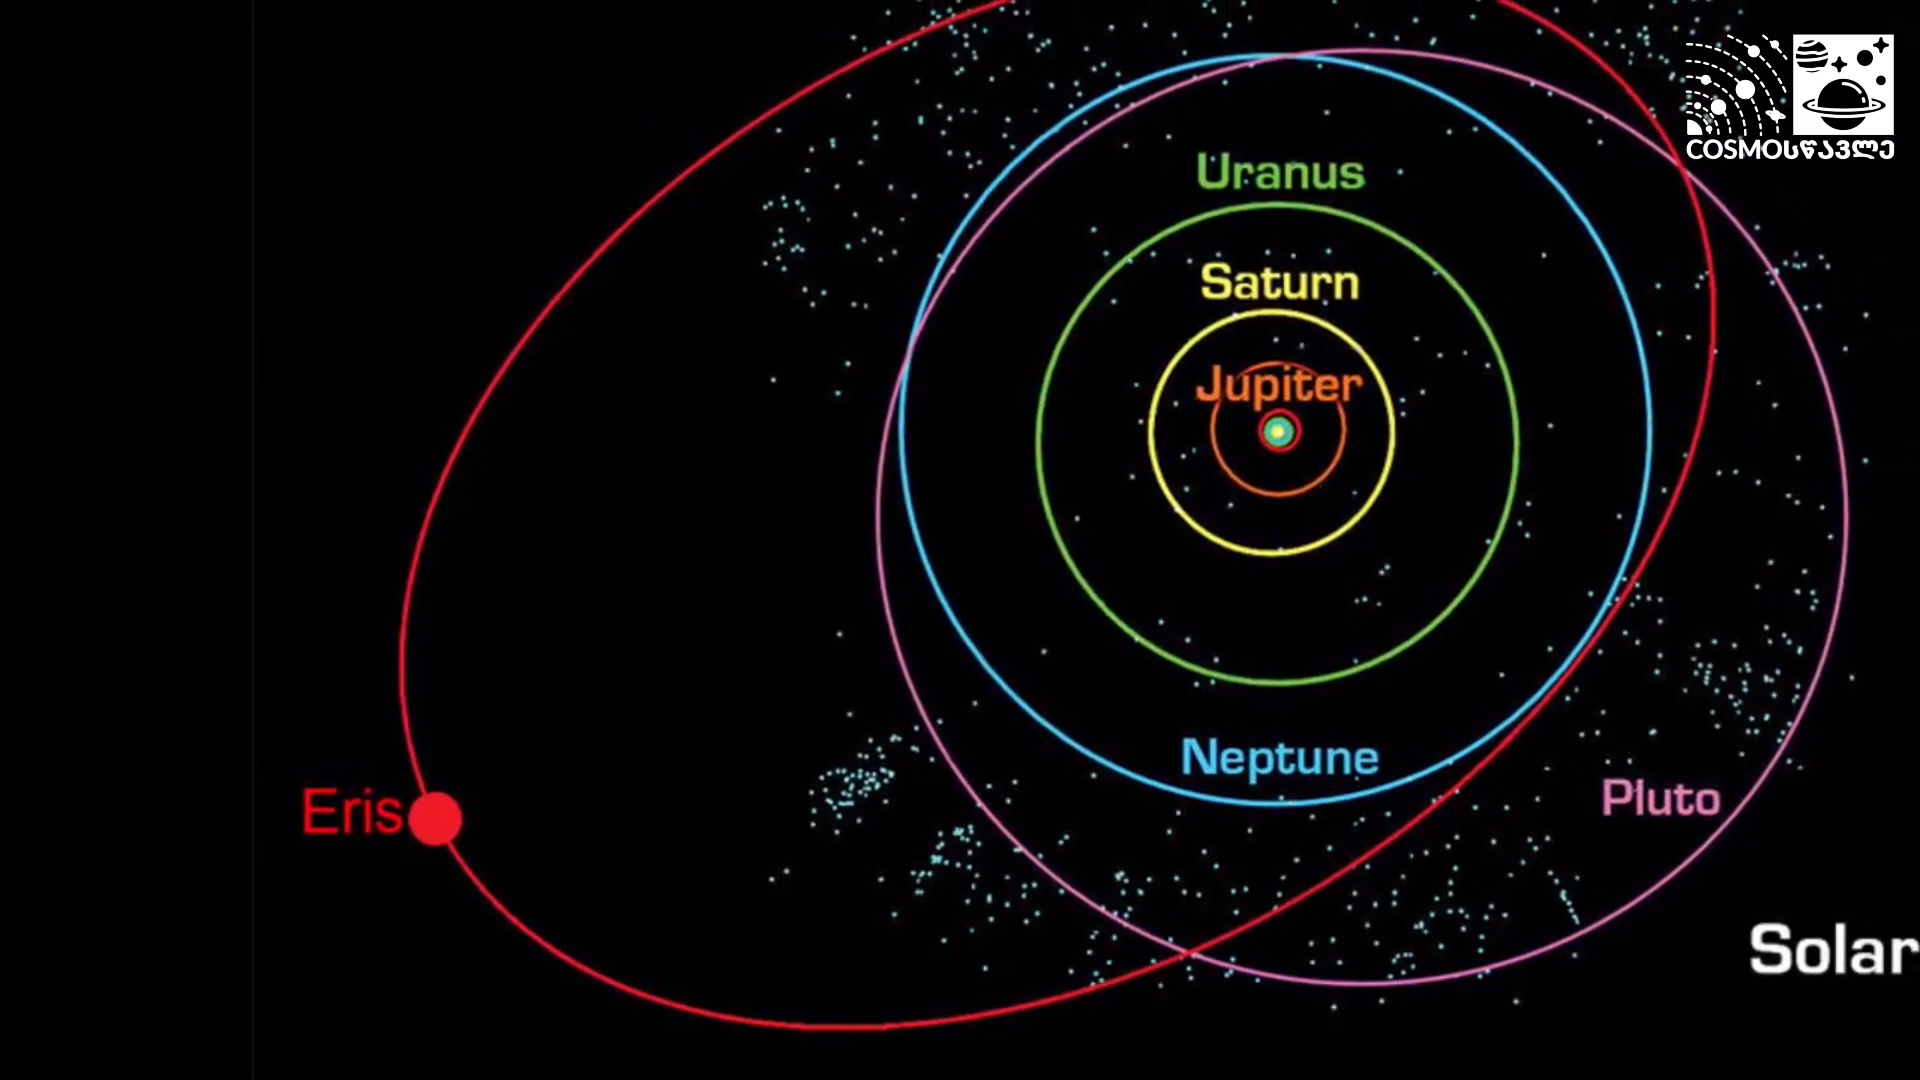 COSMOსწავლე
Uranus
Saturn
Jupiter
Neptune
Eris
Pluto
Solar